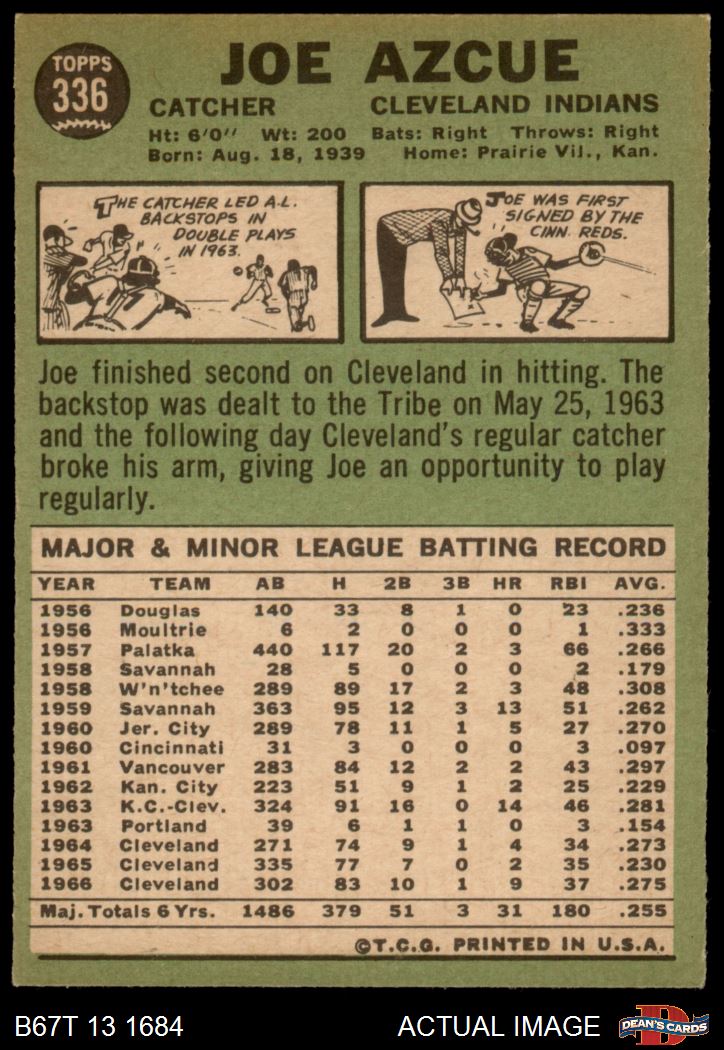 TOPPS
336
JOE AZCUE
CATCHER CLEVELAND INDIANS
Ht: 6'0" Wt: 200 Bats: Right Throws: Right
Born: Aug. 18, 1939 Home: Prairie Vil., Kan.
THE CATCHER LED A.L.
BACKSTOPS IN
DOUBLE PLAYS
IN 1963.
JOE WAS FIRST
SIGNED BY THE
CINN. REDS.
Joe finished second on Cleveland in hitting. The
backstop was dealt to the Tribe on May 25, 1963
and the following day Cleveland's regular catcher
broke his arm, giving Joe an opportunity to play
regularly.
MAJOR & MINOR LEAGUE BATTING RECORD
YEAR TEAM AB H 2B 3B HR RBI AVG.
1956 Douglas 140 33 8 1 0 23 .236
1956 Moultrie 6 2 0 0 0 1 .333
1957 Palatka 440 117 20 2 3 66 .266
1958 Savannah 28 5 0 0 0 2 .179
1958 W'n'tchee 289 89 17 2 3 48 .308
1959 Savannah 363 95 12 3 13 51 .262
1960 Jer. City 289 78 11 1 5 27 .270
1960 Cincinnati 31 3 0 0 0 3 .097
1961 Vancouver 283 84 12 2 2 43 .297
1962 Kan. City 223 51 9 1 2 25 .229
1963 K.C.-Clev. 324 91 16 0 14 46 .281
1963 Portland 39 6 1 1 0 3 .154
1964 Cleveland 271 74 9 1 4 34 .273
1965 Cleveland 335 77 7 0 2 35 .230
1966 Cleveland 302 83 10 1 9 37 .275
Maj. Totals 6 Yrs. 1486 379 51 3 31 180 .255
©T.C.G. PRINTED IN U.S.A.
B67T 13 1684 ACTUAL IMAGE
D
DEAN'S CARDS